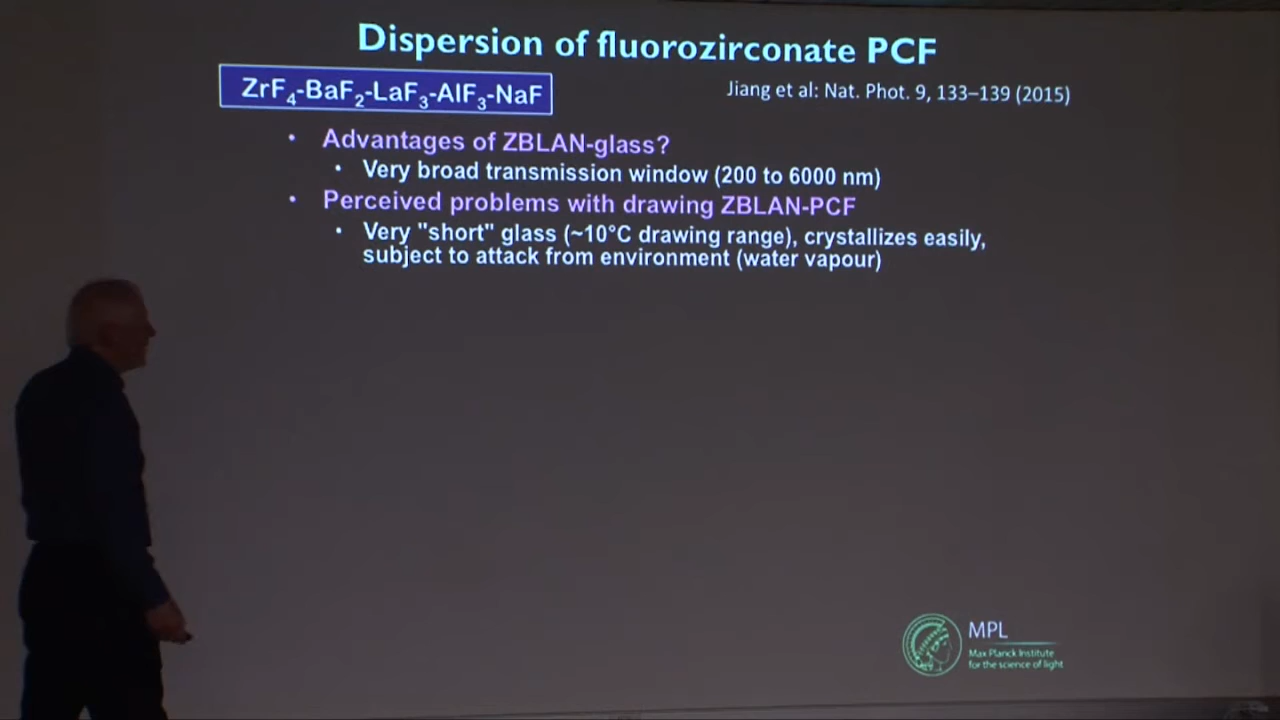 Dispersion of fluorozirconate PCF
ZrF₄-BaF₂-LaF₃-AlF₃-NaF
Jiang et al: Nat. Phot. 9, 133–139 (2015)
• Advantages of ZBLAN-glass?
• Very broad transmission window (200 to 6000 nm)
• Perceived problems with drawing ZBLAN-PCF
• Very "short" glass (~10°C drawing range), crystallizes easily,
subject to attack from environment (water vapour)
MPL
Max Planck Institute
for the science of light